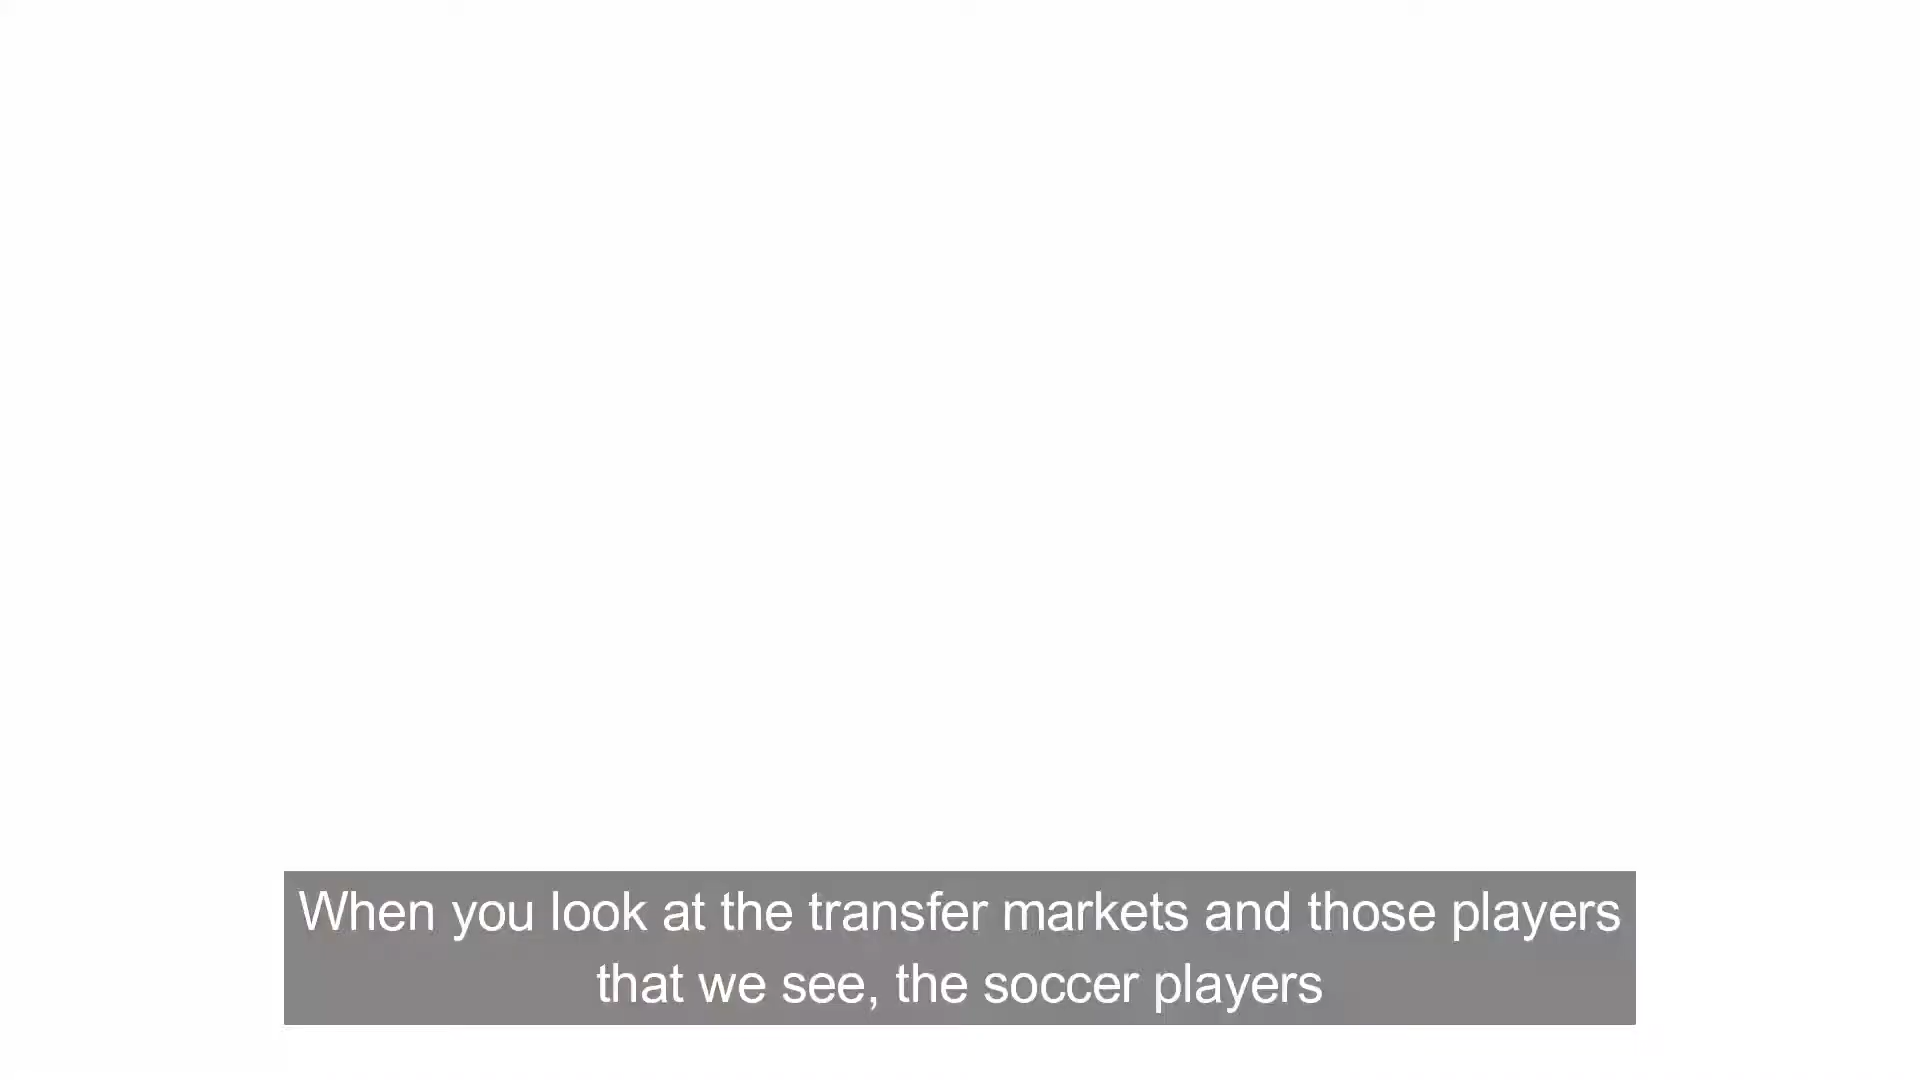 When you look at the transfer markets and those players
that we see, the soccer players